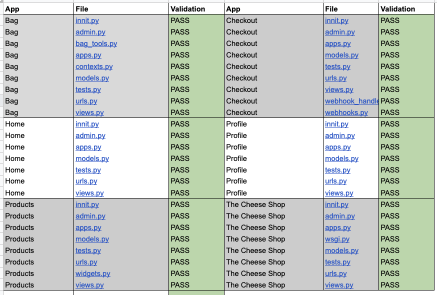 App File Validation App File Validation
Bag innit.py PASS Checkout innit.py PASS
Bag admin.py PASS Checkout admin.py PASS
Bag bag_tools.py PASS Checkout apps.py PASS
Bag apps.py PASS Checkout models.py PASS
Bag contexts.py PASS Checkout tests.py PASS
Bag models.py PASS Checkout urls.py PASS
Bag tests.py PASS Checkout views.py PASS
Bag urls.py PASS Checkout webhook_handl PASS
Bag views.py PASS Checkout webhooks.py PASS
Home innit.py PASS Profile innit.py PASS
Home admin.py PASS Profile admin.py PASS
Home apps.py PASS Profile apps.py PASS
Home models.py PASS Profile models.py PASS
Home tests.py PASS Profile tests.py PASS
Home urls.py PASS Profile urls.py PASS
Home views.py PASS Profile views.py PASS
Products innit.py PASS The Cheese Shop innit.py PASS
Products admin.py PASS The Cheese Shop admin.py PASS
Products apps.py PASS The Cheese Shop apps.py PASS
Products models.py PASS The Cheese Shop wsgi.py PASS
Products tests.py PASS The Cheese Shop models.py PASS
Products urls.py PASS The Cheese Shop tests.py PASS
Products widgets.py PASS The Cheese Shop urls.py PASS
Products views.py PASS The Cheese Shop views.py PASS